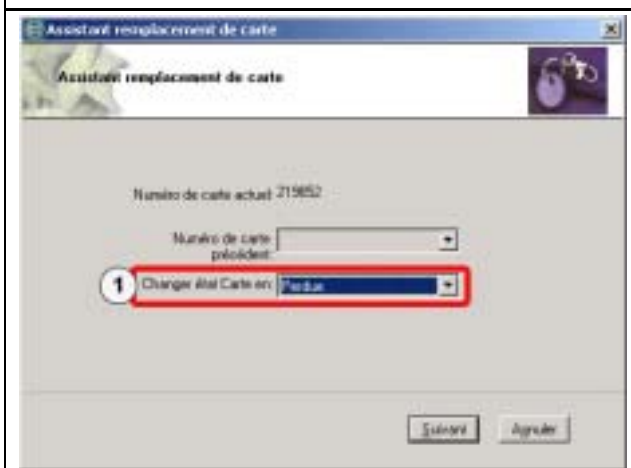 Assistant remplacement de carte
Assistant remplacement de carte
Numéro de carte actuel: 219852
Numéro de carte
précédent:
1 Changer état Carte en: Perdue
Suivant Annuler